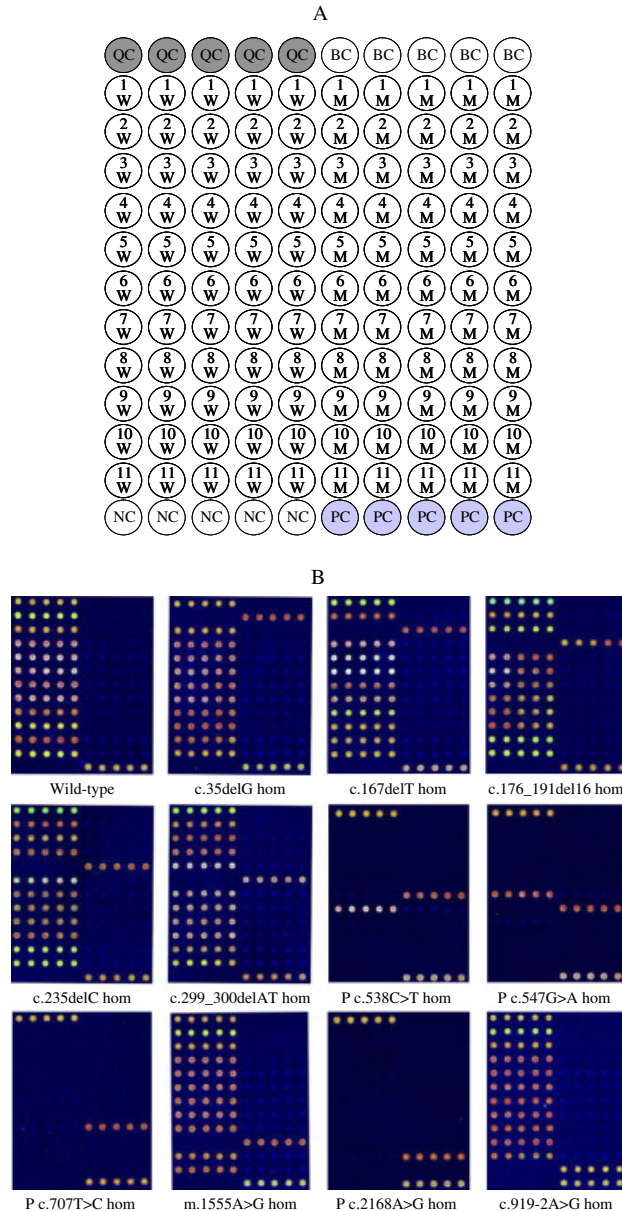 A
QC QC QC QC QC BC BC BC BC BC
1 1 1 1 1 1 1 1 1 1
W W W W W M M M M M
2 2 2 2 2 2 2 2 2 2
W W W W W M M M M M
3 3 3 3 3 3 3 3 3 3
W W W W W M M M M M
4 4 4 4 4 4 4 4 4 4
W W W W W M M M M M
5 5 5 5 5 5 5 5 5 5
W W W W W M M M M M
6 6 6 6 6 6 6 6 6 6
W W W W W M M M M M
7 7 7 7 7 7 7 7 7 7
W W W W W M M M M M
8 8 8 8 8 8 8 8 8 8
W W W W W M M M M M
9 9 9 9 9 9 9 9 9 9
W W W W W M M M M M
10 10 10 10 10 10 10 10 10 10
W W W W W M M M M M
11 11 11 11 11 11 11 11 11 11
W W W W W M M M M M
NC NC NC NC NC PC PC PC PC PC
B
Wild-type c.35delG hom c.167delT hom c.176_191del16 hom
c.235delC hom c.299_300delAT hom P c.538C>T hom P c.547G>A hom
P c.707T>C hom m.1555A>G hom P c.2168A>G hom c.919-2A>G hom